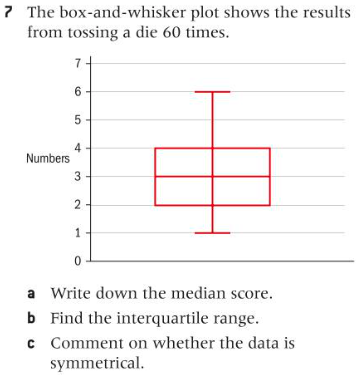 7 The box-and-whisker plot shows the results
from tossing a die 60 times.
7
6
5
4
Numbers
3
2
1
0
a Write down the median score.
b Find the interquartile range.
c Comment on whether the data is
symmetrical.